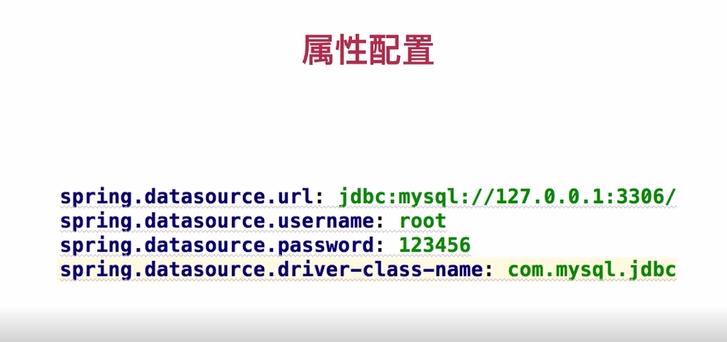 属性配置
spring.datasource.url: jdbc:mysql://127.0.0.1:3306/
spring.datasource.username: root
spring.datasource.password: 123456
spring.datasource.driver-class-name: com.mysql.jdbc